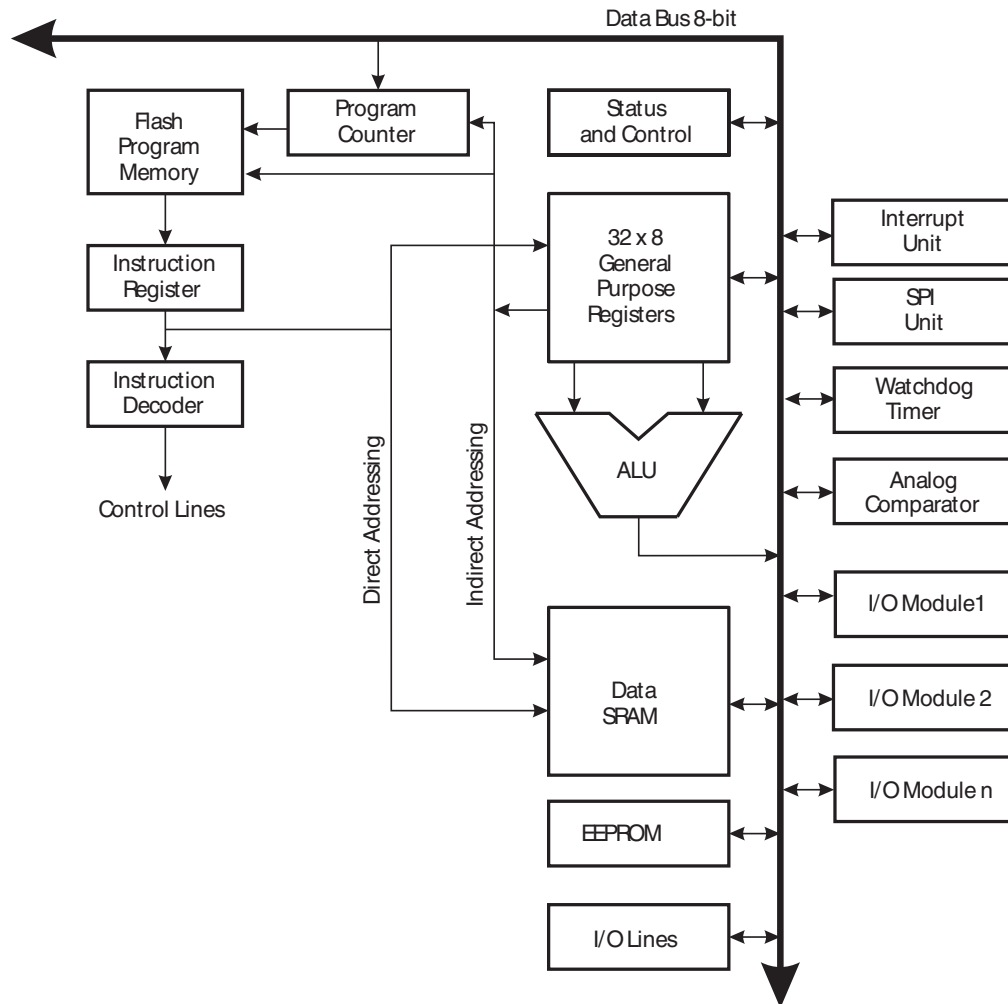 Data Bus 8-bit
Flash
Program
Memory
Program
Counter
Status
and Control
32 x 8
General
Purpose
Registers
Interrupt
Unit
Instruction
Register
SPI
Unit
Instruction
Decoder
Watchdog
Timer
ALU
Analog
Comparator
Control Lines
Direct Addressing
Indirect Addressing
I/O Module1
Data
SRAM
I/O Module 2
I/O Module n
EEPROM
I/O Lines